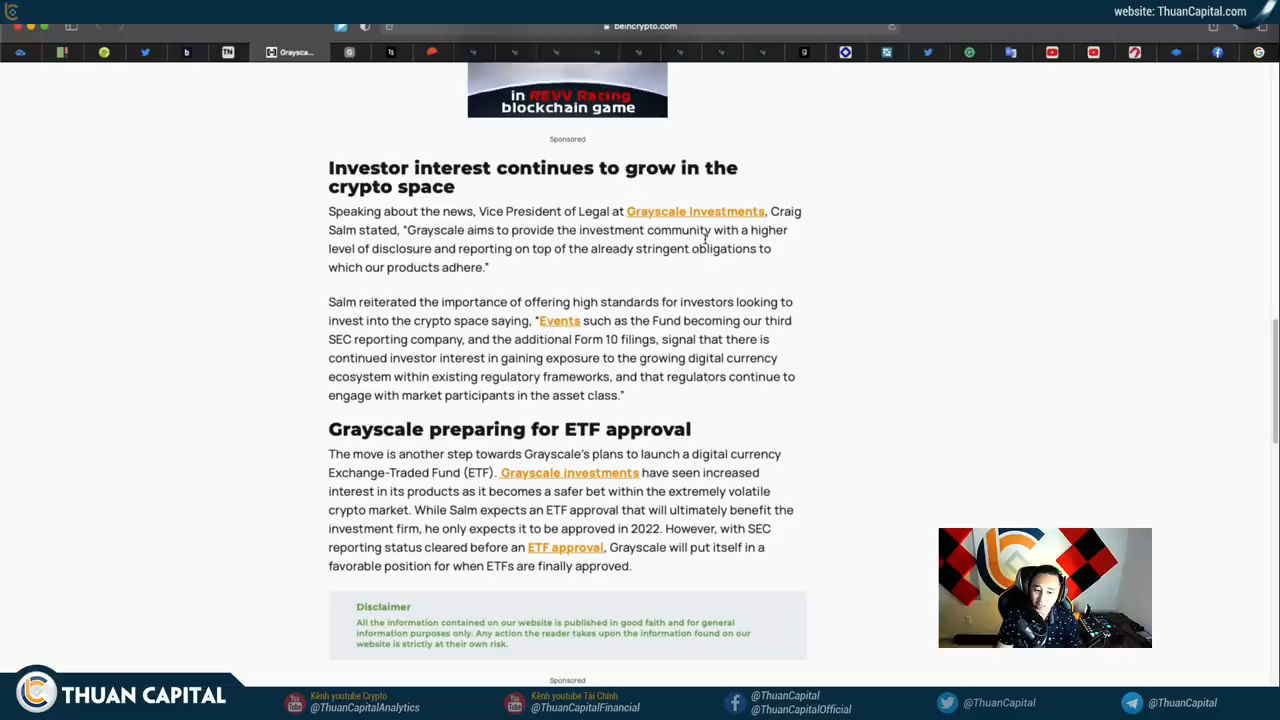 website: ThuanCapital.com
beincrypto.com
Graysca...
in REVV Racing
blockchain game
Sponsored
Investor interest continues to grow in the
crypto space
Speaking about the news, Vice President of Legal at Grayscale Investments, Craig
Salm stated, “Grayscale aims to provide the investment community with a higher
level of disclosure and reporting on top of the already stringent obligations to
which our products adhere.”
Salm reiterated the importance of offering high standards for investors looking to
invest into the crypto space saying, “Events such as the Fund becoming our third
SEC reporting company, and the additional Form 10 filings, signal that there is
continued investor interest in gaining exposure to the growing digital currency
ecosystem within existing regulatory frameworks, and that regulators continue to
engage with market participants in the asset class.”
Grayscale preparing for ETF approval
The move is another step towards Grayscale’s plans to launch a digital currency
Exchange-Traded Fund (ETF). Grayscale investments have seen increased
interest in its products as it becomes a safer bet within the extremely volatile
crypto market. While Salm expects an ETF approval that will ultimately benefit the
investment firm, he only expects it to be approved in 2022. However, with SEC
reporting status cleared before an ETF approval, Grayscale will put itself in a
favorable position for when ETFs are finally approved.
Disclaimer
All the information contained on our website is published in good faith and for general
information purposes only. Any action the reader takes upon the information found on our
website is strictly at their own risk.
Sponsored
THUAN CAPITAL
Kênh youtube Crypto
@ThuanCapitalAnalytics
Kênh youtube Tài Chính
@ThuanCapitalFinancial
@ThuanCapital
@ThuanCapitalOfficial
@ThuanCapital
@ThuanCapital